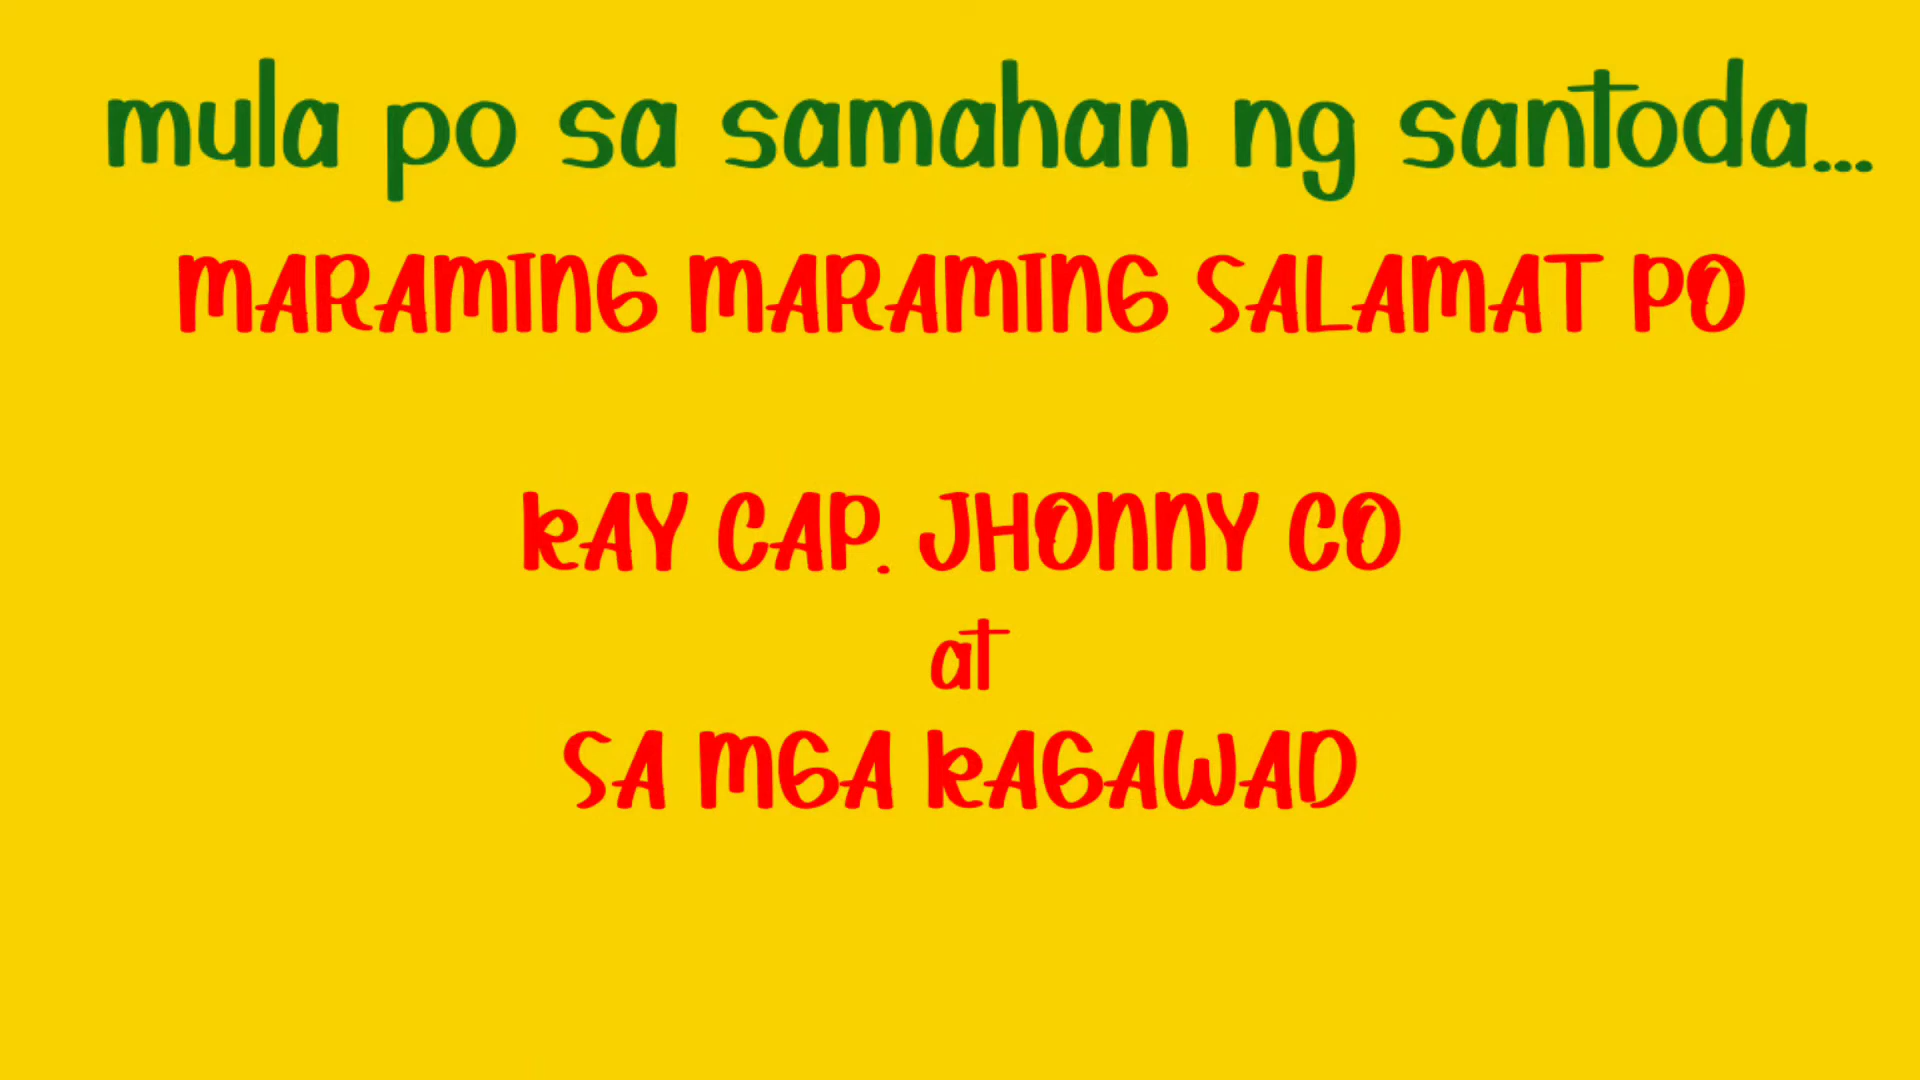 mula po sa samahan ng santoda...
MARAMING MARAMING SALAMAT PO
KAY CAP. JHONNY CO
at
SA MGA KAGAWAD